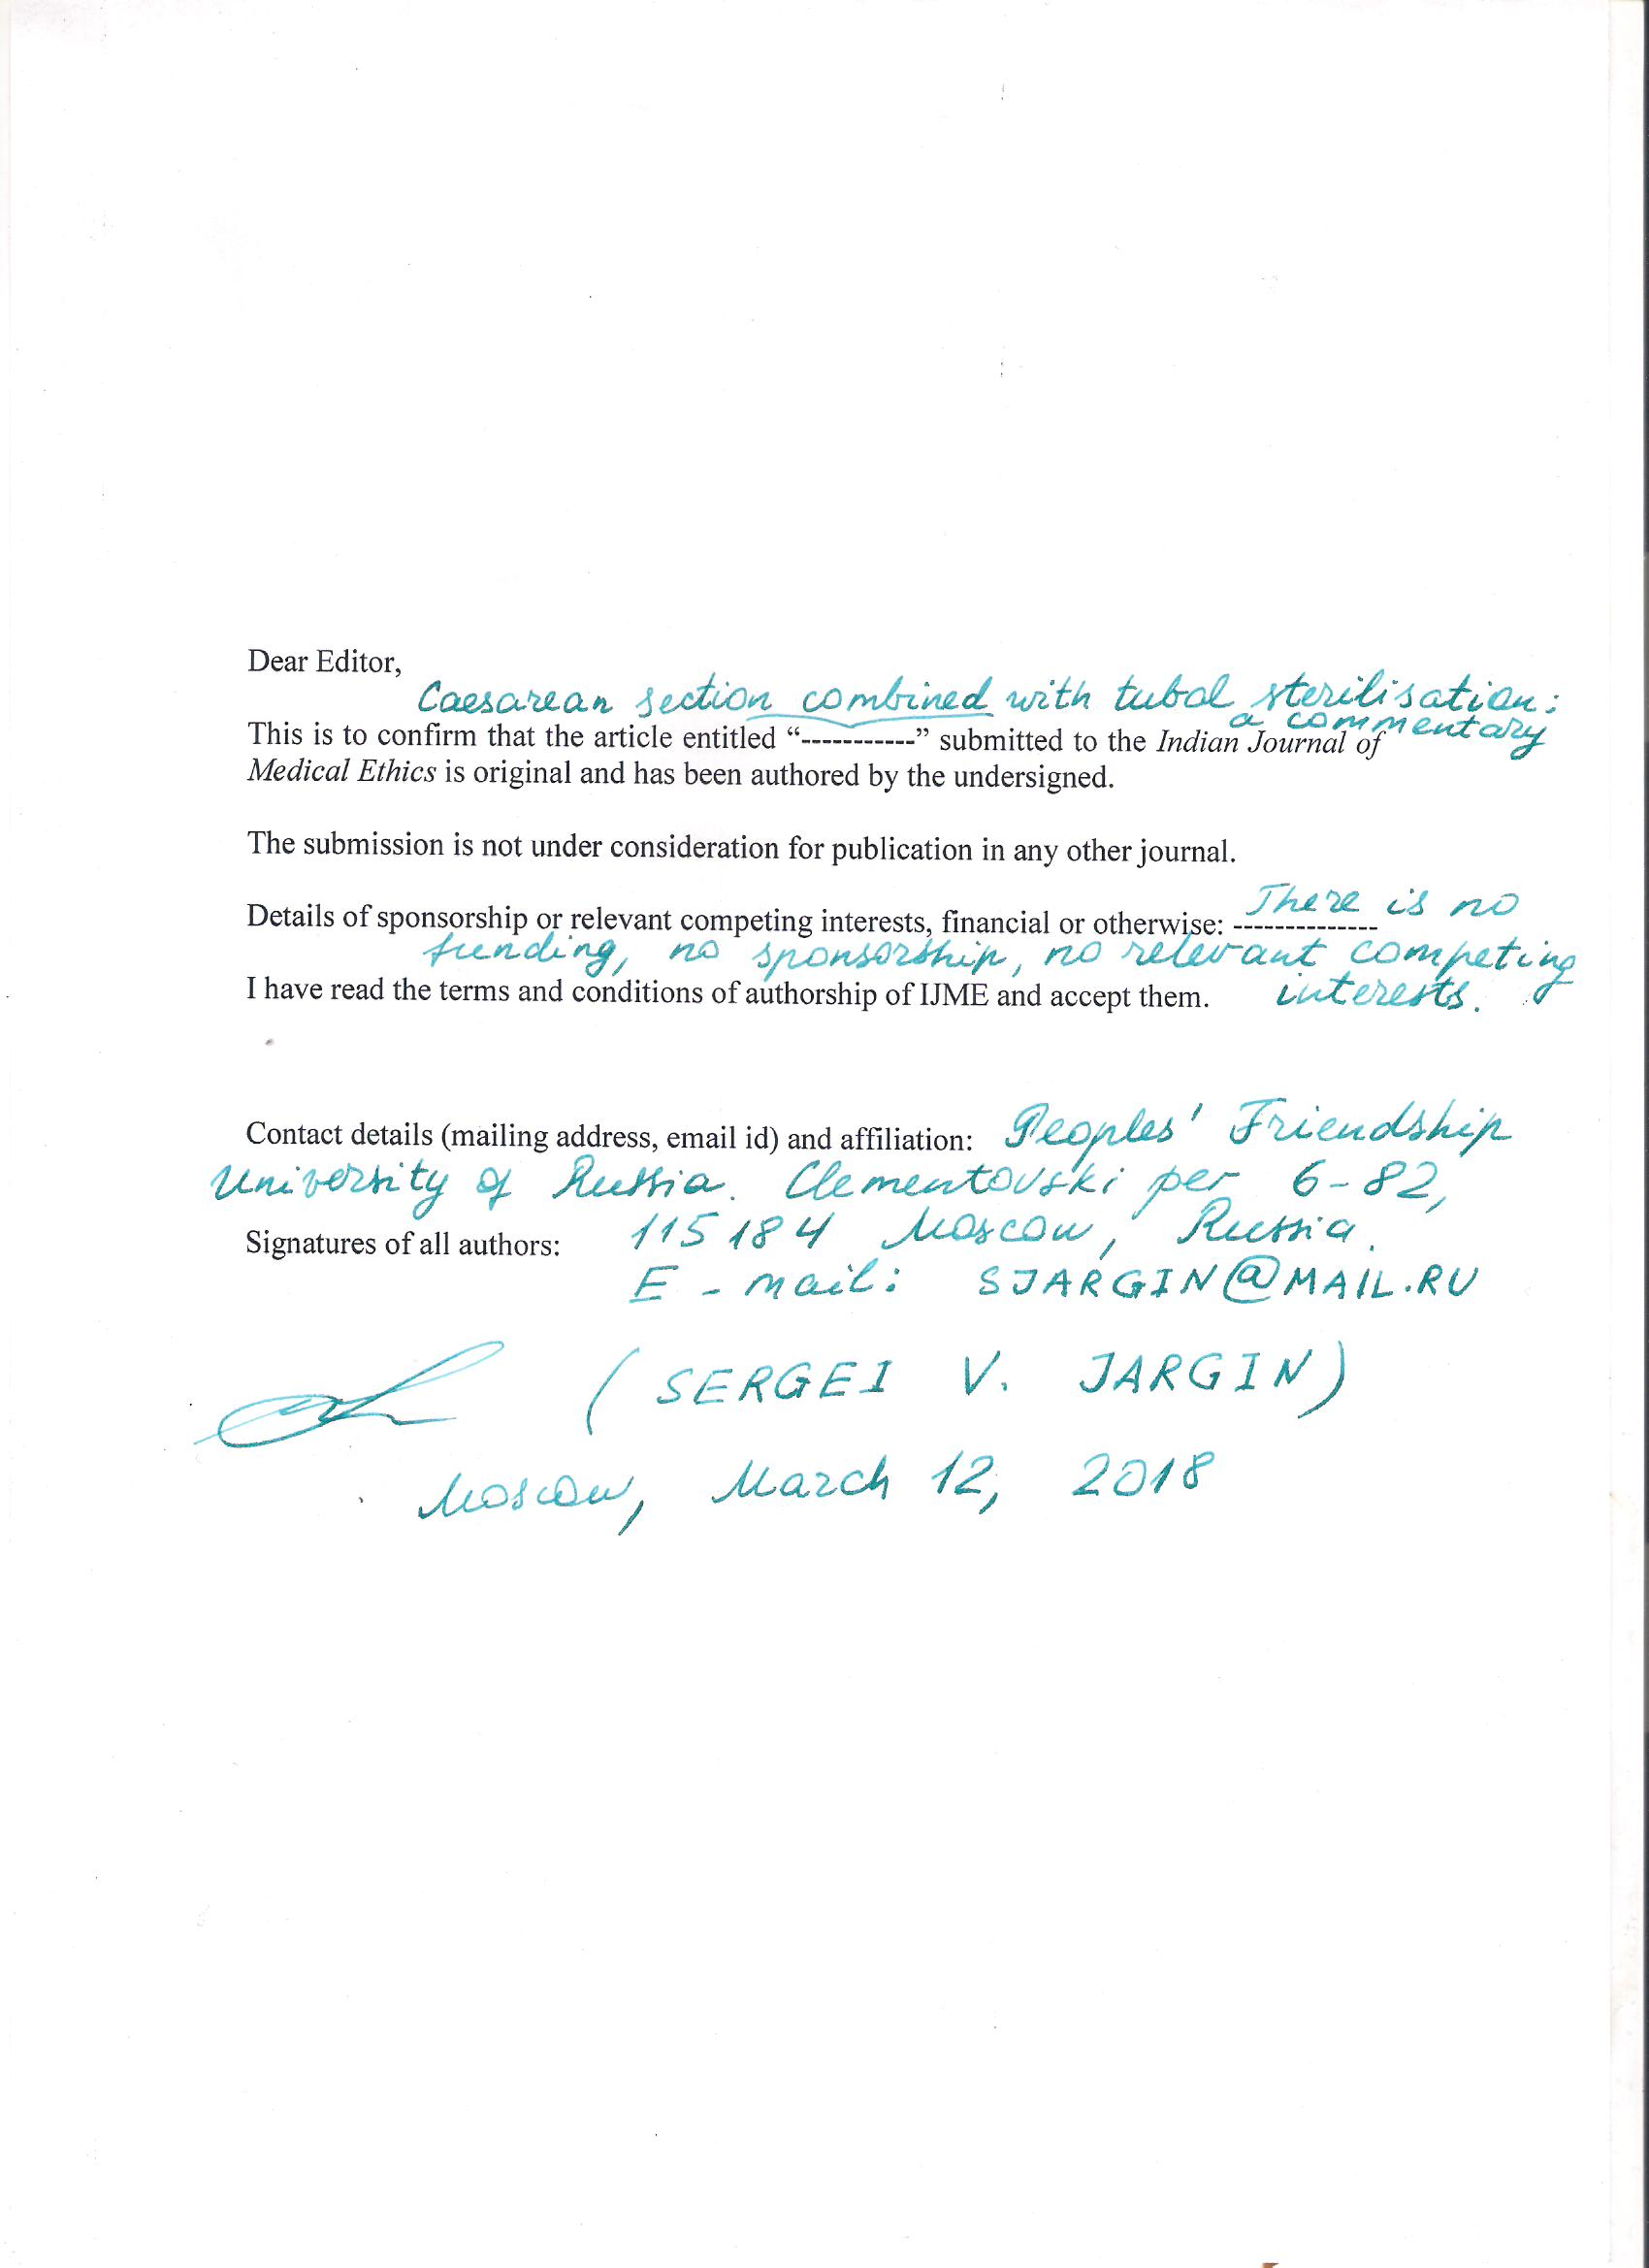 Dear Editor,
Caesarean section combined with tubal sterilisation:
a commentary
This is to confirm that the article entitled “-----------” submitted to the Indian Journal of
Medical Ethics is original and has been authored by the undersigned.
The submission is not under consideration for publication in any other journal.
There is no
Details of sponsorship or relevant competing interests, financial or otherwise: --------------
funding, no sponsorship, no relevant competing
I have read the terms and conditions of authorship of IJME and accept them. interests.
Contact details (mailing address, email id) and affiliation: Peoples' Friendship
University of Russia. Clementovski per 6-82,
115184 Moscow, Russia.
Signatures of all authors:
E-mail: SJARGIN@MAIL.RU
(SERGEI V. JARGIN)
Moscow, March 12, 2018